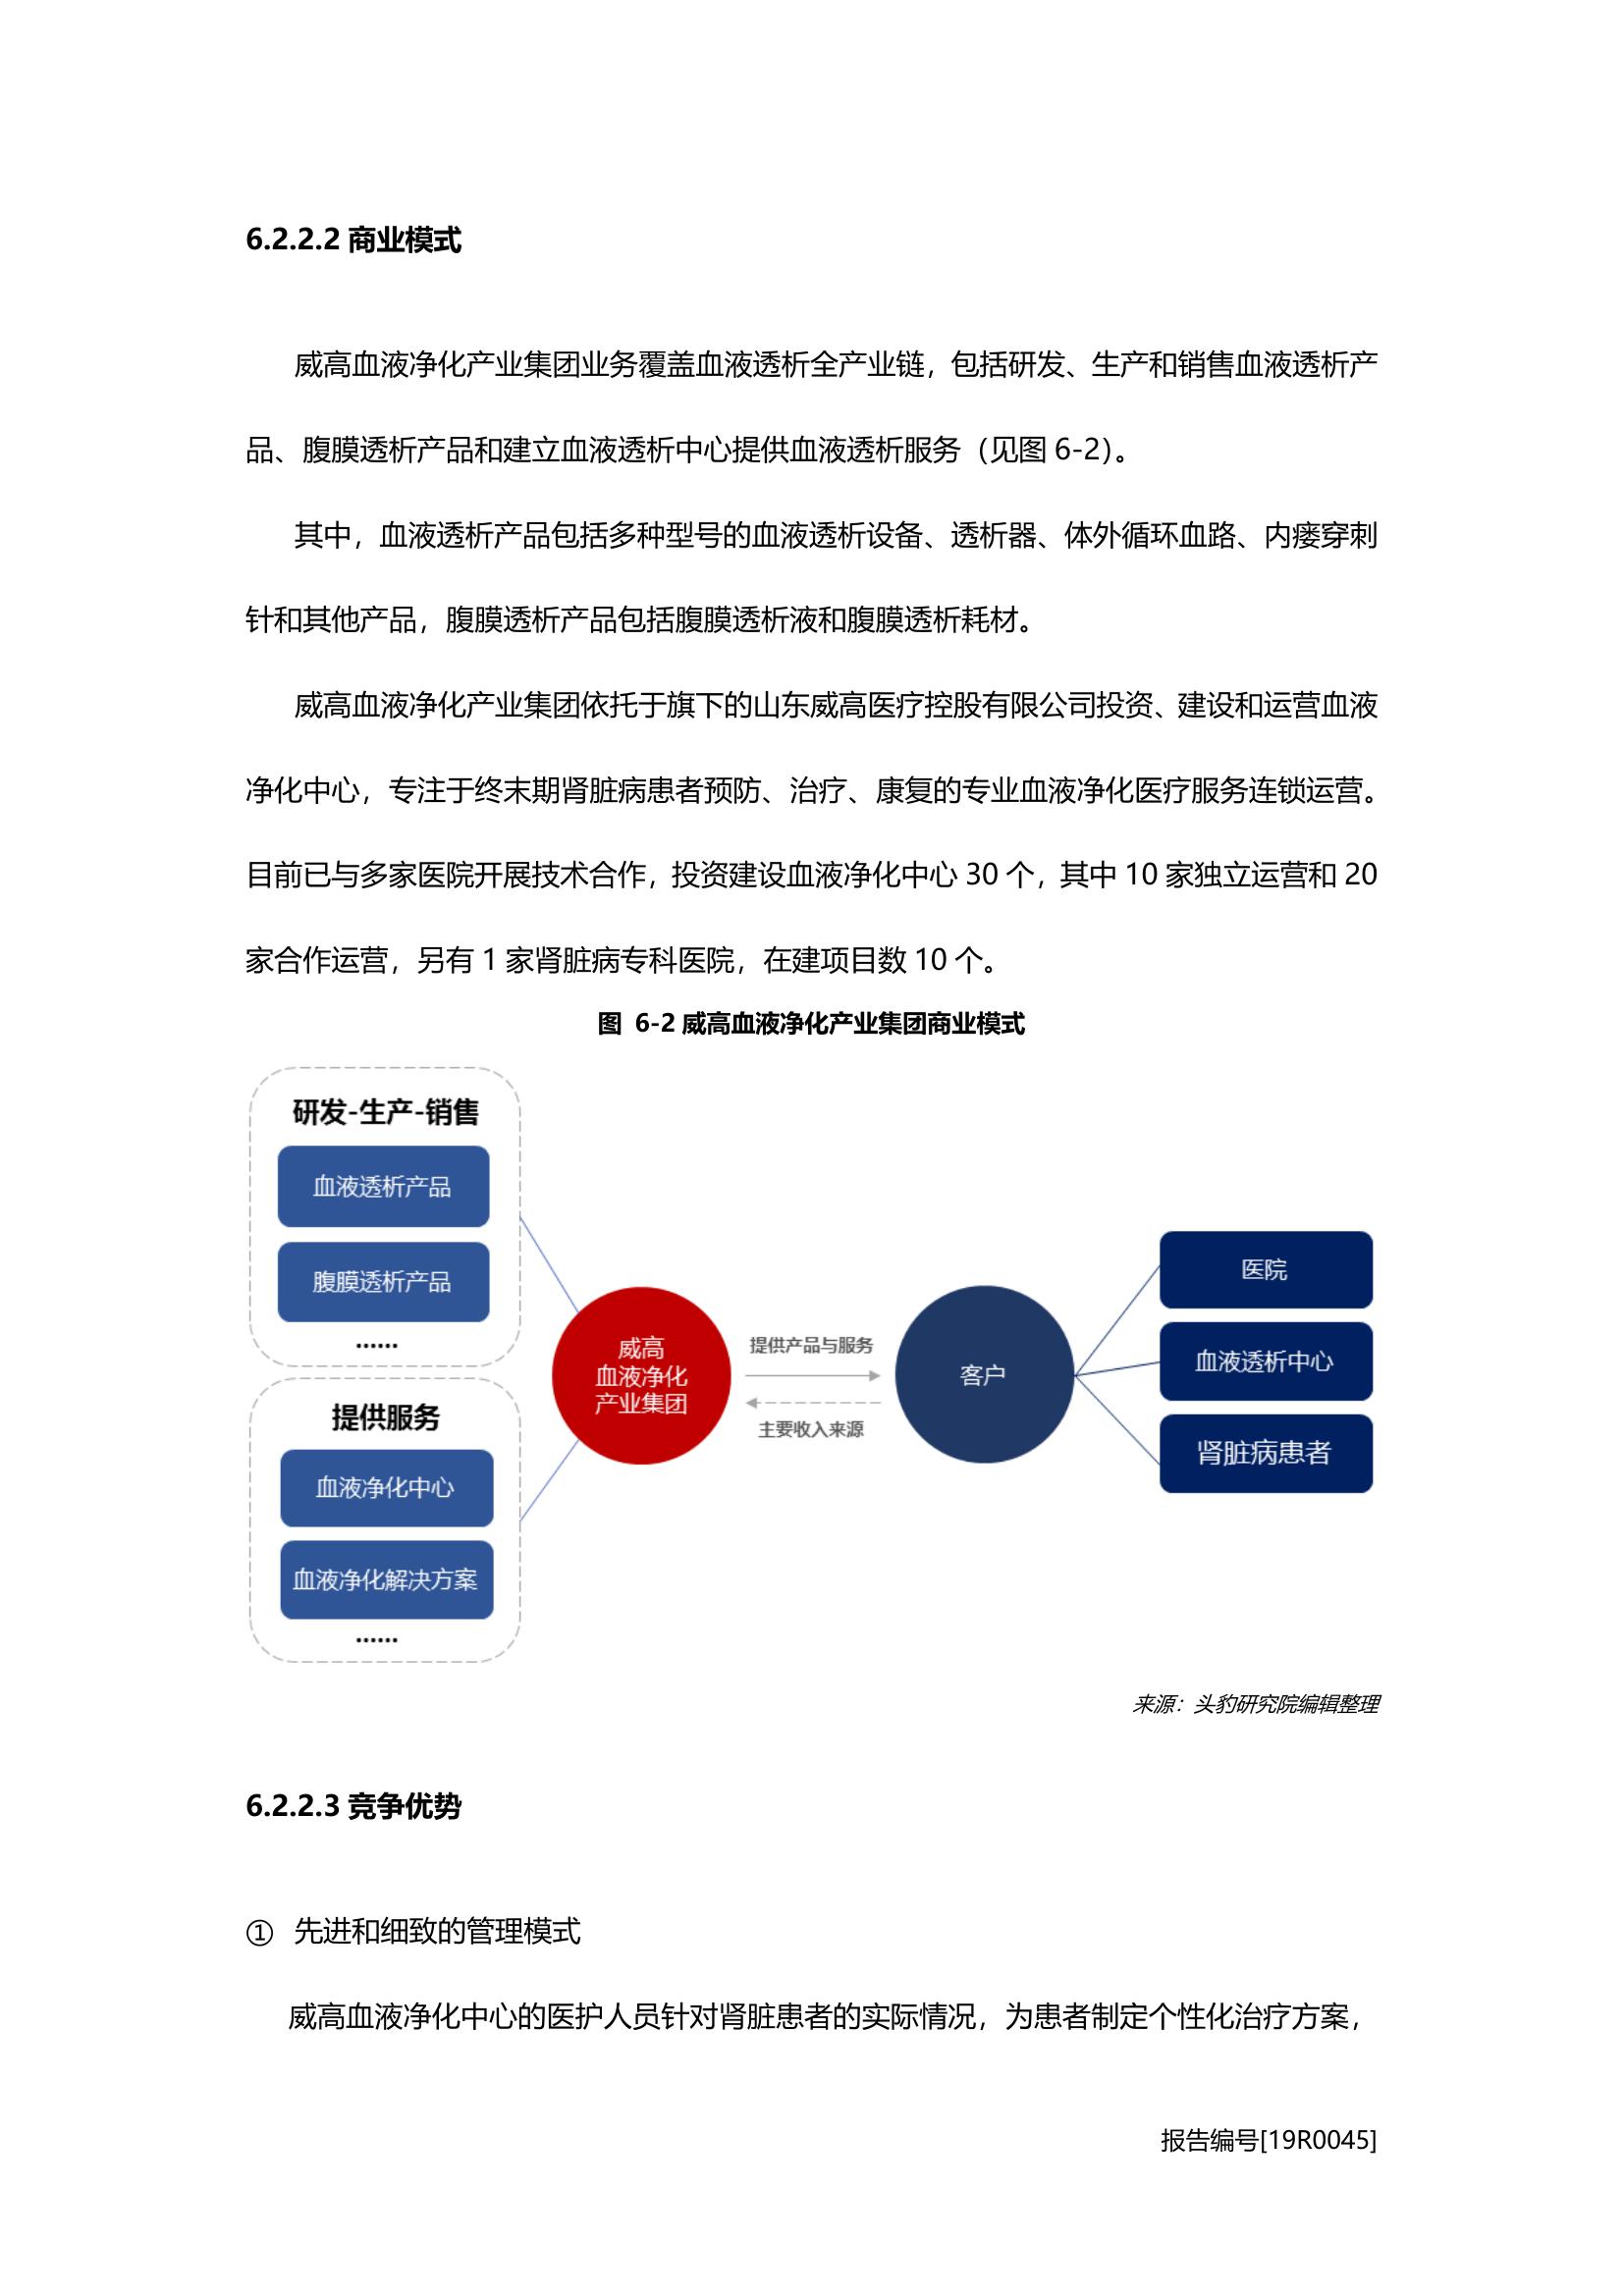 6.2.2.2 商业模式
威高血液净化产业集团业务覆盖血液透析全产业链，包括研发、生产和销售血液透析产
品、腹膜透析产品和建立血液透析中心提供血液透析服务（见图 6-2）。
其中，血液透析产品包括多种型号的血液透析设备、透析器、体外循环血路、内瘘穿刺
针和其他产品，腹膜透析产品包括腹膜透析液和腹膜透析耗材。
威高血液净化产业集团依托于旗下的山东威高医疗控股有限公司投资、建设和运营血液
净化中心，专注于终末期肾脏病患者预防、治疗、康复的专业血液净化医疗服务连锁运营。
目前已与多家医院开展技术合作，投资建设血液净化中心 30 个，其中 10 家独立运营和 20
家合作运营，另有 1 家肾脏病专科医院，在建项目数 10 个。
图 6-2 威高血液净化产业集团商业模式
研发-生产-销售
血液透析产品
腹膜透析产品
......
提供服务
血液净化中心
血液净化解决方案
......
威高
血液净化
产业集团
提供产品与服务
主要收入来源
客户
医院
血液透析中心
肾脏病患者
来源：头豹研究院编辑整理
6.2.2.3 竞争优势
① 先进和细致的管理模式
威高血液净化中心的医护人员针对肾脏患者的实际情况，为患者制定个性化治疗方案，
报告编号[19R0045]